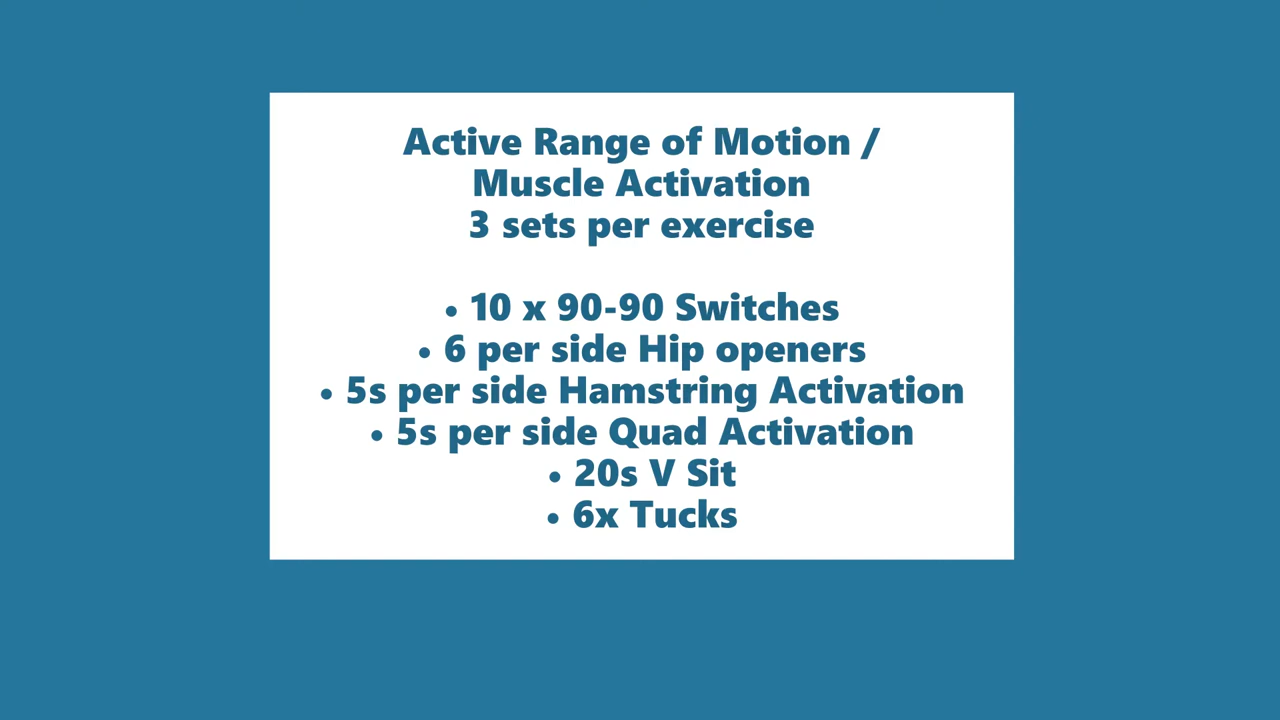 Active Range of Motion /
Muscle Activation
3 sets per exercise
• 10 x 90-90 Switches
• 6 per side Hip openers
• 5s per side Hamstring Activation
• 5s per side Quad Activation
• 20s V Sit
• 6x Tucks